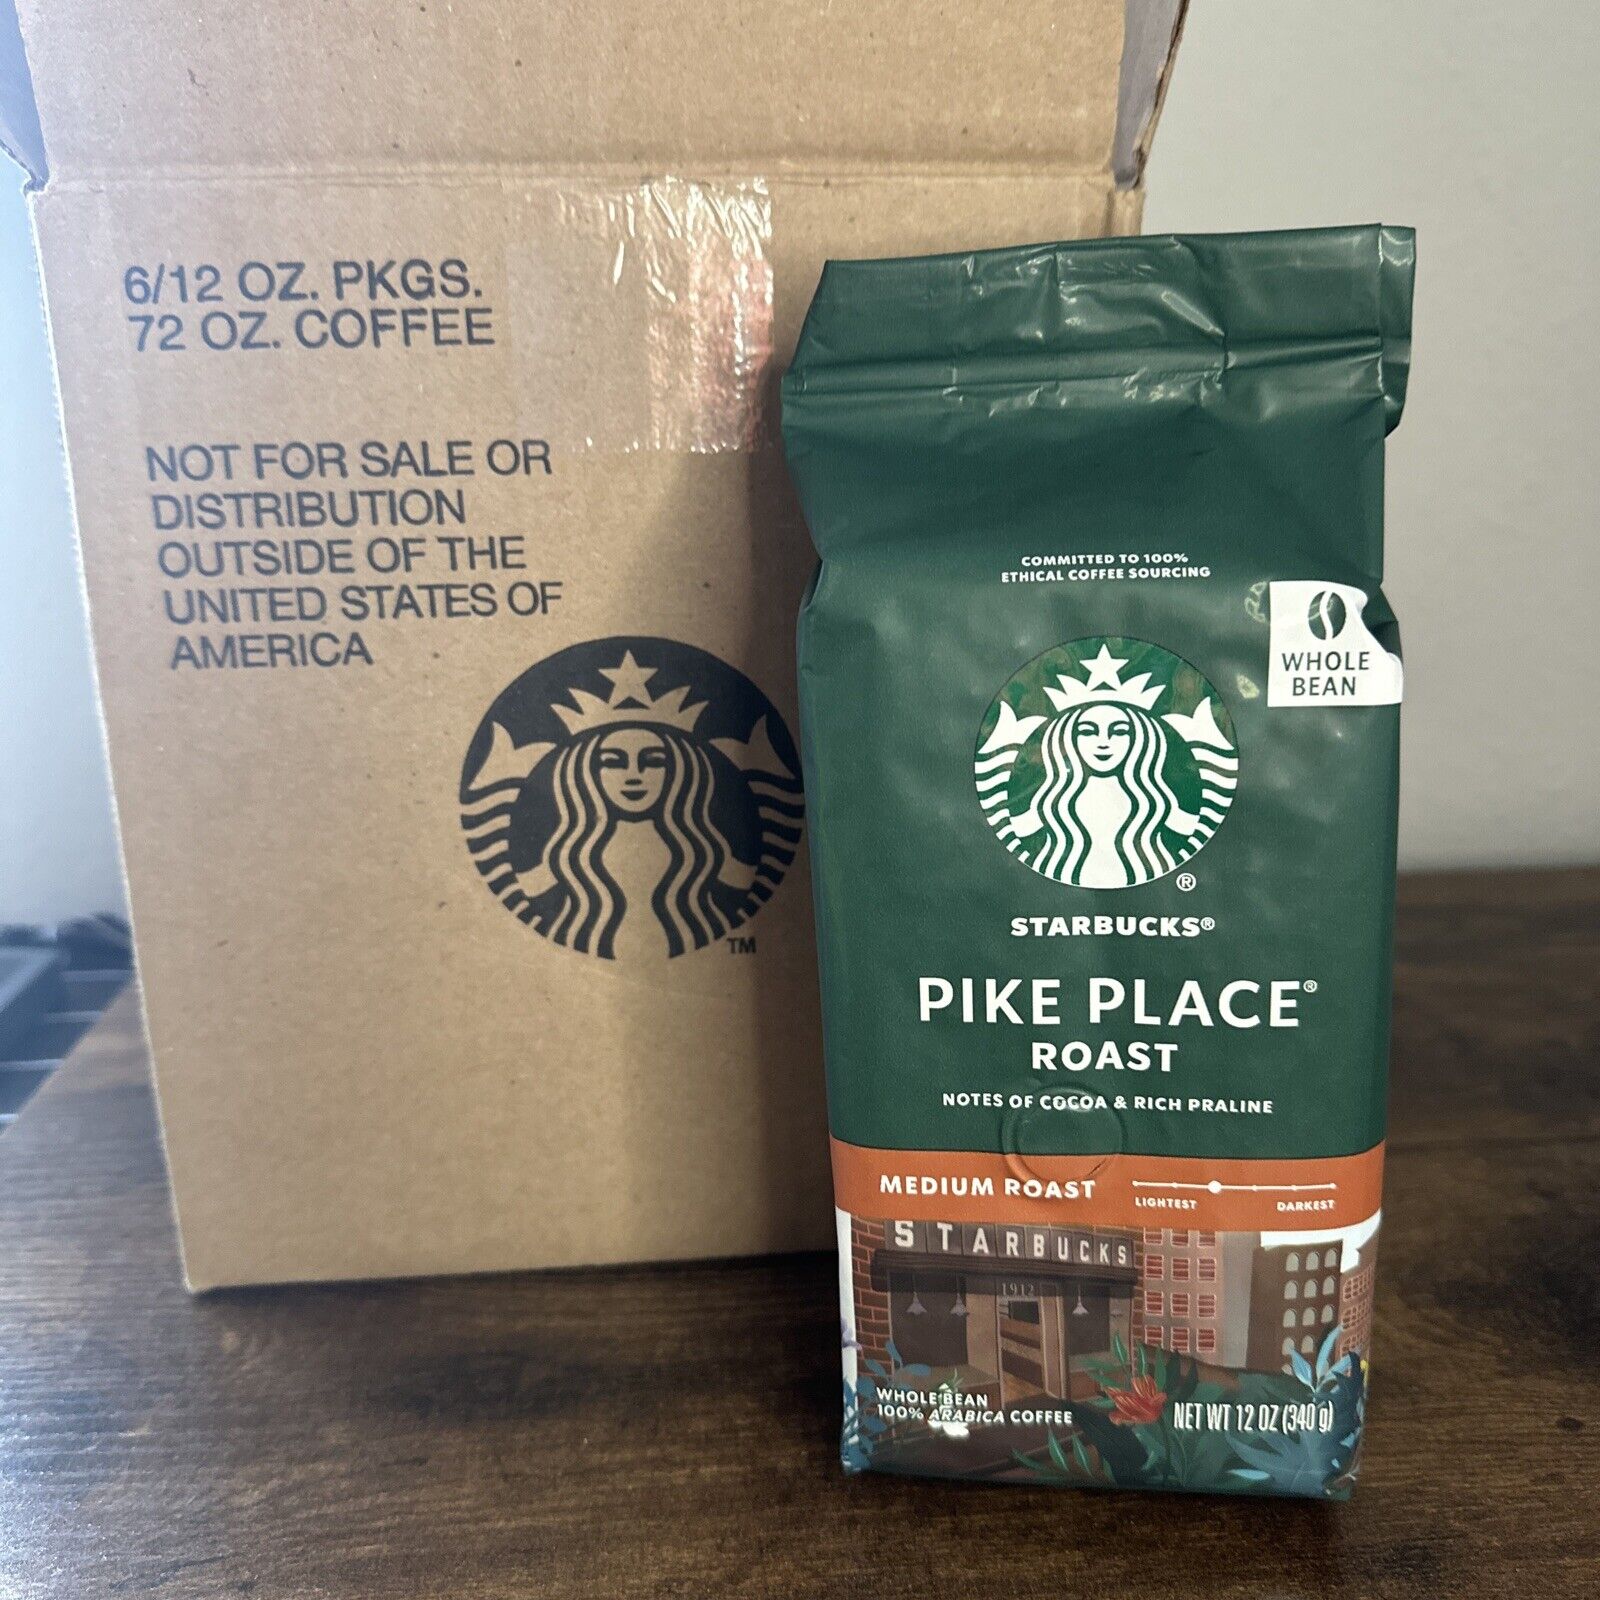 6/12 OZ. PKGS.
72 OZ. COFFEE
NOT FOR SALE OR
DISTRIBUTION
OUTSIDE OF THE
UNITED STATES OF
AMERICA
TM
COMMITTED TO 100%
ETHICAL COFFEE SOURCING
WHOLE
BEAN
®
STARBUCKS®
PIKE PLACE®
ROAST
NOTES OF COCOA & RICH PRALINE
MEDIUM ROAST
LIGHTEST DARKEST
STARBUCKS
1912
WHOLE BEAN
100% ARABICA COFFEE
NET WT 12 OZ (340 g)